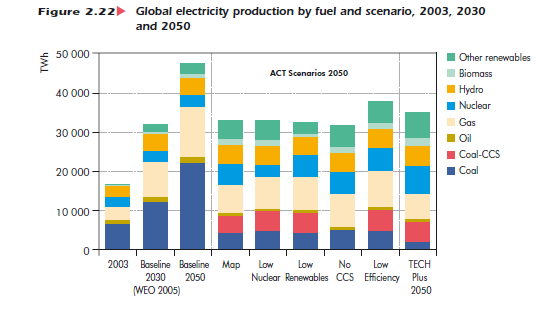 Figure 2.22▶ Global electricity production by fuel and scenario, 2003, 2030
and 2050
TWh
50 000
40 000
30 000
20 000
10 000
0
ACT Scenarios 2050
Other renewables
Biomass
Hydro
Nuclear
Gas
Oil
Coal-CCS
Coal
2003 Baseline Baseline Map Low Low No Low TECH
2030 2050 Nuclear Renewables CCS Efficiency Plus
(WEO 2005) 2050